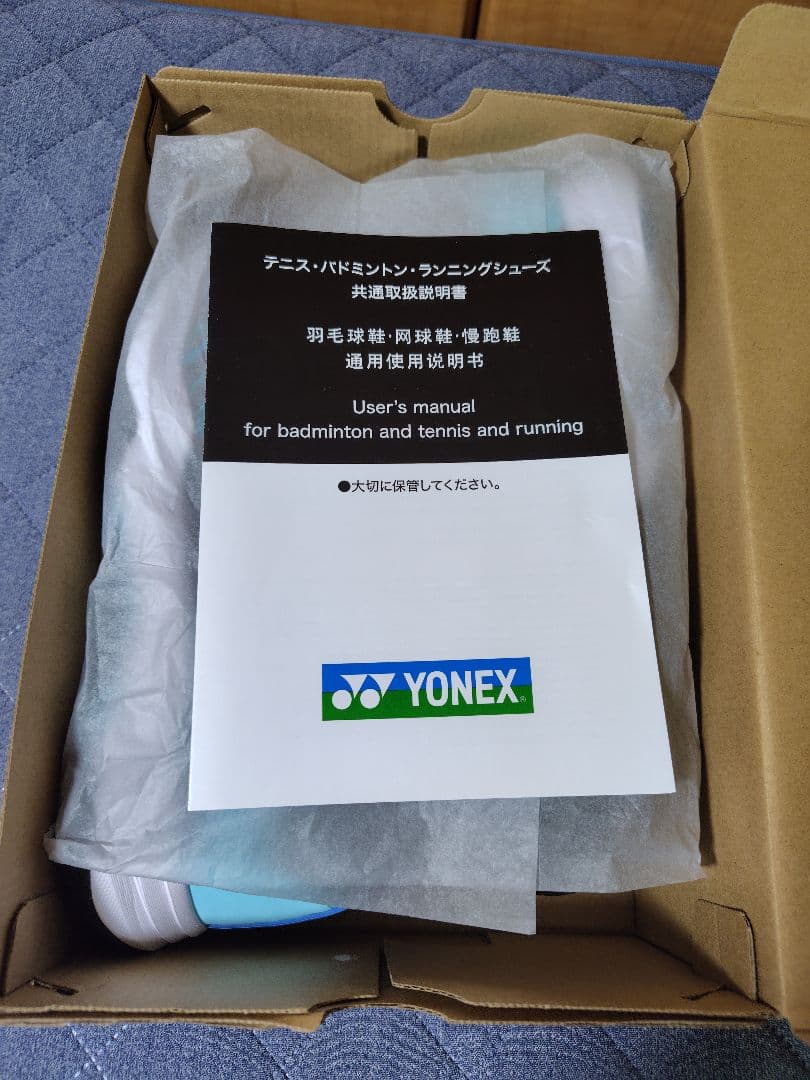 テニス・バドミントン・ランニングシューズ
共通取扱説明書
羽毛球鞋·网球鞋·慢跑鞋
通用使用说明书
User's manual
for badminton and tennis and running
●大切に保管してください。
YONEX®